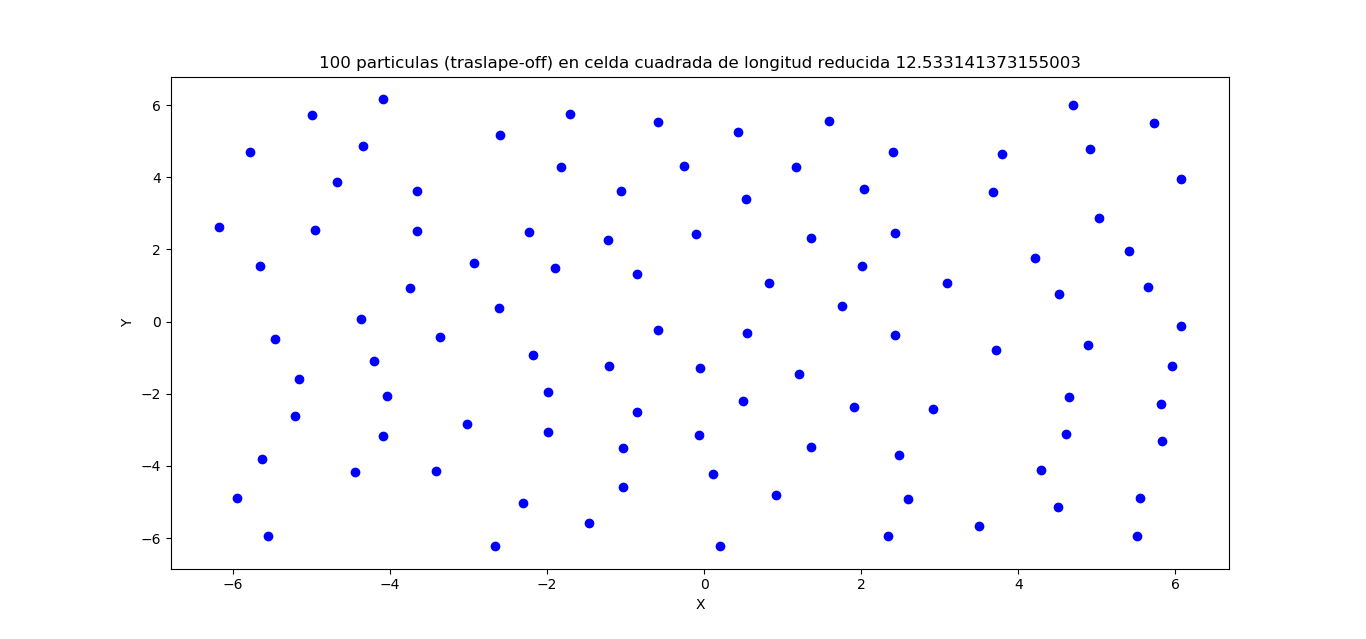 100 particulas (traslape-off) en celda cuadrada de longitud reducida 12.533141373155003
6
4
2
0
−2
−4
−6
Y
−6 −4 −2 0 2 4 6
X